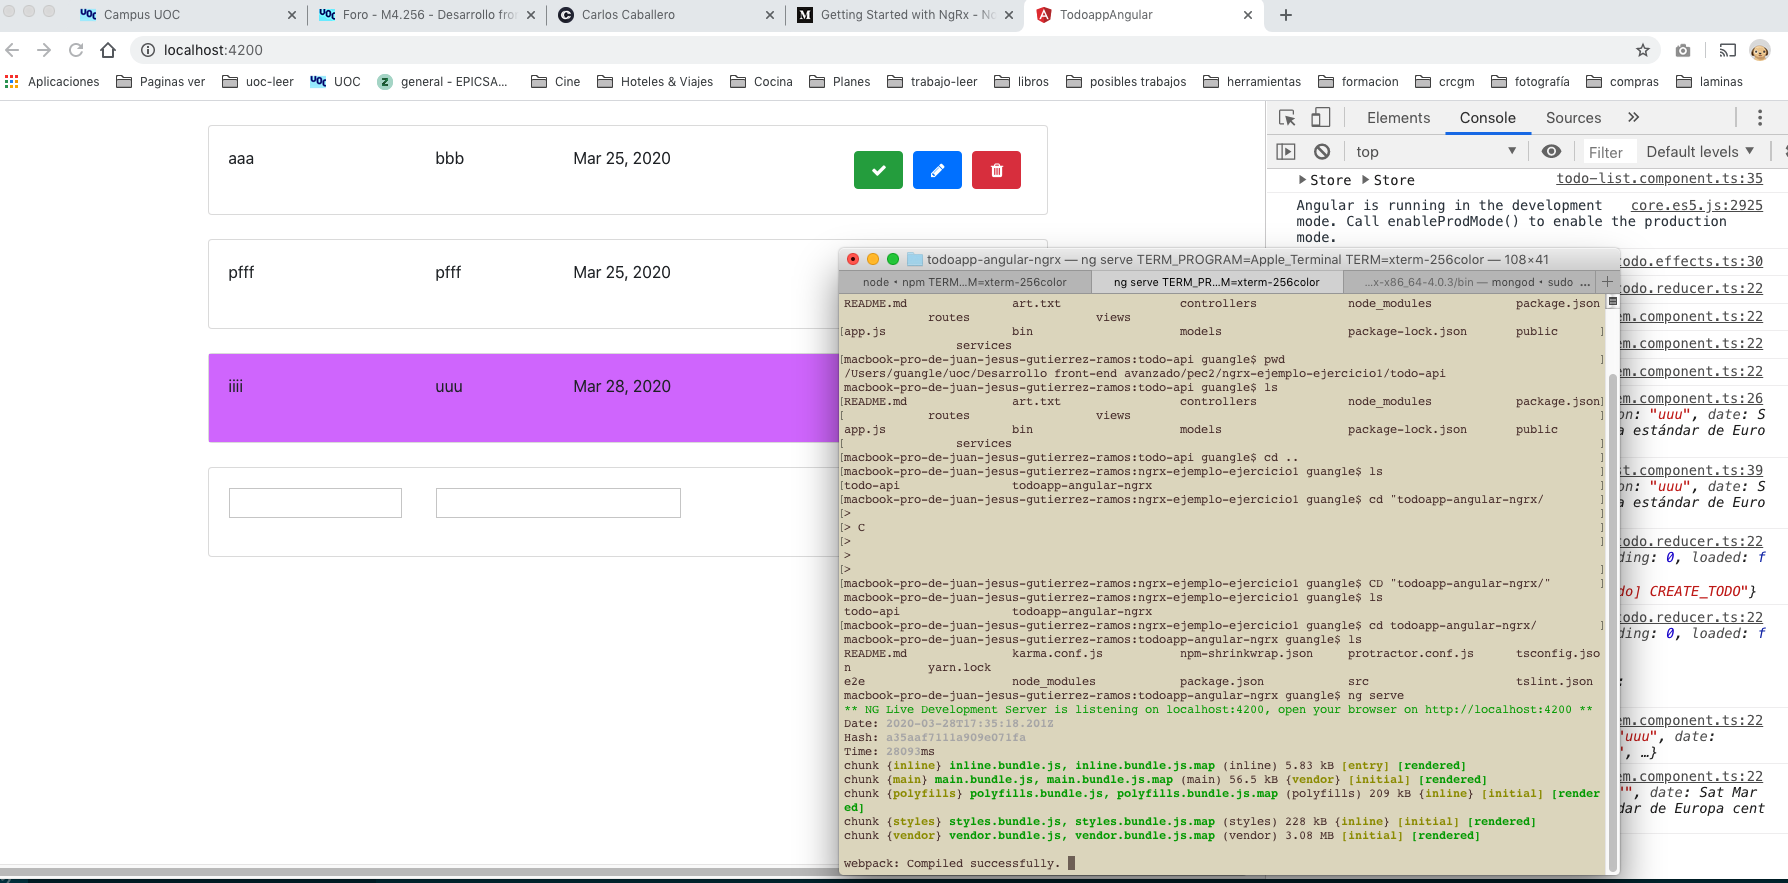 Campus UOC
Foro - M4.256 - Desarrollo fro
Carlos Caballero
Getting Started with NgRx - No
TodoappAngular
localhost:4200
Aplicaciones
Paginas ver
uoc-leer
UOC
general - EPICSA...
Cine
Hoteles & Viajes
Cocina
Planes
trabajo-leer
libros
posibles trabajos
herramientas
formacion
crcgm
fotografía
compras
laminas
aaa bbb Mar 25, 2020
pfff pfff Mar 25, 2020
iiii uuu Mar 28, 2020
Elements Console Sources »
top Filter Default levels
Store Store todo-list.component.ts:35
Angular is running in the development core.es5.js:2925
mode. Call enableProdMode() to enable the production
mode.
odo.effects.ts:30
odo.reducer.ts:22
em.component.ts:22
em.component.ts:22
em.component.ts:22
em.component.ts:26
on: "uuu", date: S
a estándar de Euro
st.component.ts:39
on: "uuu", date: S
a estándar de Euro
odo.reducer.ts:22
ding: 0, loaded: f
do] CREATE_TODO"}
odo.reducer.ts:22
ding: 0, loaded: f
em.component.ts:22
"uuu", date:
", …}
em.component.ts:22
"", date: Sat Mar
dar de Europa cent
todoapp-angular-ngrx — ng serve TERM_PROGRAM=Apple_Terminal TERM=xterm-256color — 108×41
node • npm TERM...M=xterm-256color
ng serve TERM_PR...M=xterm-256color
...x-x86_64-4.0.3/bin — mongod • sudo ...
README.md art.txt controllers node_modules package.json
routes views
app.js bin models package-lock.json public ]
services
[macbook-pro-de-juan-jesus-gutierrez-ramos:todo-api guangle$ pwd ]
/Users/guangle/uoc/Desarrollo front-end avanzado/pec2/ngrx-ejemplo-ejercicio1/todo-api
macbook-pro-de-juan-jesus-gutierrez-ramos:todo-api guangle$ ls
[README.md art.txt controllers node_modules package.json]
[ routes views ]
app.js bin models package-lock.json public ]
[ services ]
[macbook-pro-de-juan-jesus-gutierrez-ramos:todo-api guangle$ cd .. ]
[macbook-pro-de-juan-jesus-gutierrez-ramos:ngrx-ejemplo-ejercicio1 guangle$ ls ]
[todo-api todoapp-angular-ngrx ]
[macbook-pro-de-juan-jesus-gutierrez-ramos:ngrx-ejemplo-ejercicio1 guangle$ cd "todoapp-angular-ngrx/ ]
[> ]
[> C ]
[> ]
>
[> ]
[macbook-pro-de-juan-jesus-gutierrez-ramos:ngrx-ejemplo-ejercicio1 guangle$ CD "todoapp-angular-ngrx/" ]
macbook-pro-de-juan-jesus-gutierrez-ramos:ngrx-ejemplo-ejercicio1 guangle$ ls
todo-api todoapp-angular-ngrx
[macbook-pro-de-juan-jesus-gutierrez-ramos:ngrx-ejemplo-ejercicio1 guangle$ cd todoapp-angular-ngrx/ ]
macbook-pro-de-juan-jesus-gutierrez-ramos:todoapp-angular-ngrx guangle$ ls
README.md karma.conf.js npm-shrinkwrap.json protractor.conf.js tsconfig.jso
n yarn.lock
e2e node_modules package.json src tslint.json
macbook-pro-de-juan-jesus-gutierrez-ramos:todoapp-angular-ngrx guangle$ ng serve
** NG Live Development Server is listening on localhost:4200, open your browser on http://localhost:4200 **
Date: 2020-03-28T17:35:18.201Z
Hash: a35aaf7111a909e071fa
Time: 28093ms
chunk {inline} inline.bundle.js, inline.bundle.js.map (inline) 5.83 kB [entry] [rendered]
chunk {main} main.bundle.js, main.bundle.js.map (main) 56.5 kB {vendor} [initial] [rendered]
chunk {polyfills} polyfills.bundle.js, polyfills.bundle.js.map (polyfills) 209 kB {inline} [initial] [render
ed]
chunk {styles} styles.bundle.js, styles.bundle.js.map (styles) 228 kB {inline} [initial] [rendered]
chunk {vendor} vendor.bundle.js, vendor.bundle.js.map (vendor) 3.08 MB [initial] [rendered]
webpack: Compiled successfully.